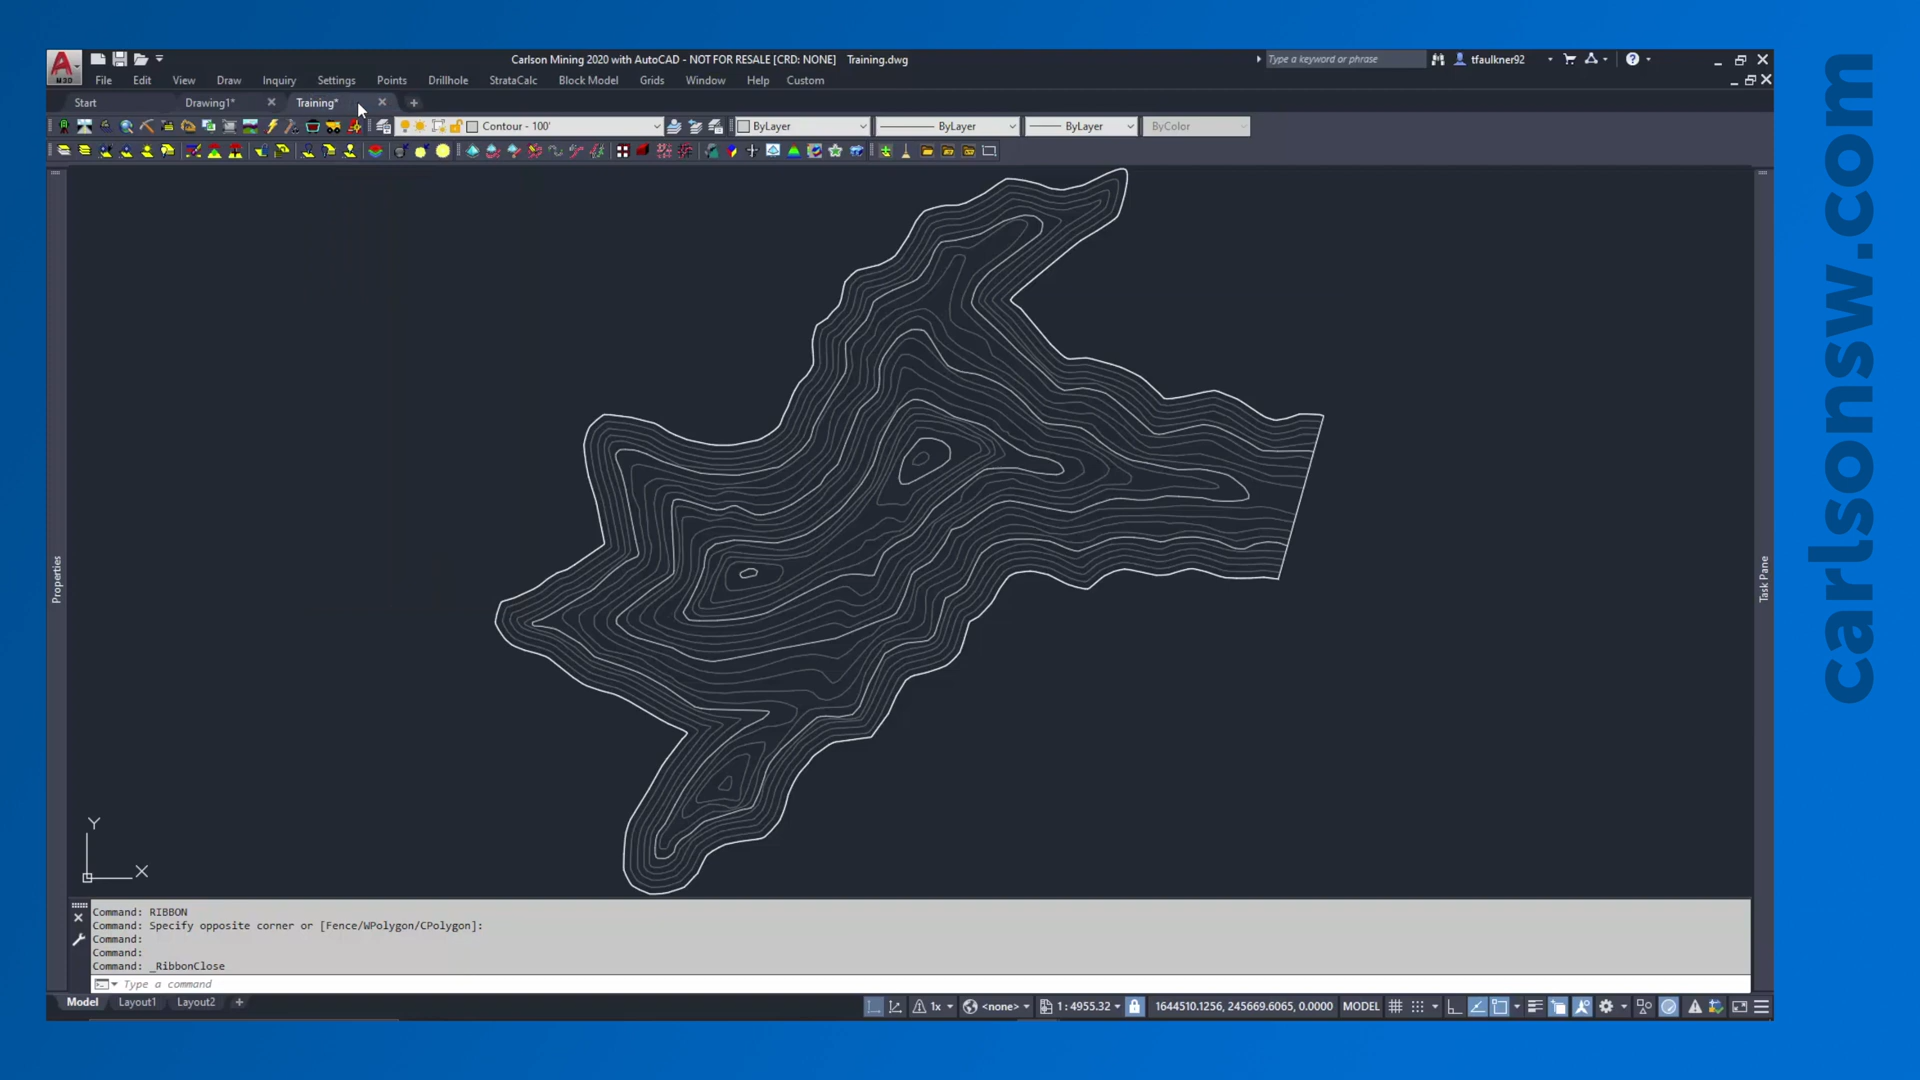 Carlson Mining 2020 with AutoCAD - NOT FOR RESALE [CRD: NONE] Training.dwg
Type a keyword or phrase
tfaulkner92
File Edit View Draw Inquiry Settings Points Drillhole StrataCalc Block Model Grids Window Help Custom
Start Drawing1* Training*
Contour - 100' ByLayer ByLayer ByLayer ByColor
Properties
Task Pane
Y
X
Command: RIBBON
Command: Specify opposite corner or [Fence/WPolygon/CPolygon]:
Command:
Command:
Command: _RibbonClose
Type a command
Model Layout1 Layout2
1x <none> 1 : 4955.32 1644510.1256, 245669.6065, 0.0000 MODEL
carlsonsw.com